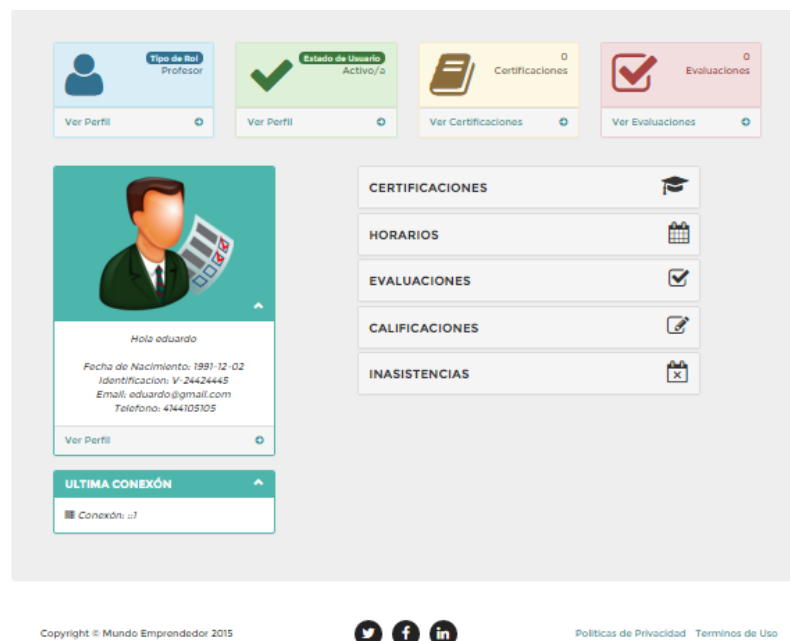 Tipo de Rol
Profesor
Ver Perfil
Estado de Usuario
Activo/a
Ver Perfil
0
Certificaciones
Ver Certificaciones
0
Evaluaciones
Ver Evaluaciones
Hola eduardo
Fecha de Nacimiento: 1991-12-02
Identificacion: V-24424445
Email: eduardo@gmail.com
Telefono: 4144105105
Ver Perfil
ULTIMA CONEXÓN
Conexón: ::1
CERTIFICACIONES
HORARIOS
EVALUACIONES
CALIFICACIONES
INASISTENCIAS
Copyright © Mundo Emprendedor 2015
Politicas de Privacidad Terminos de Uso